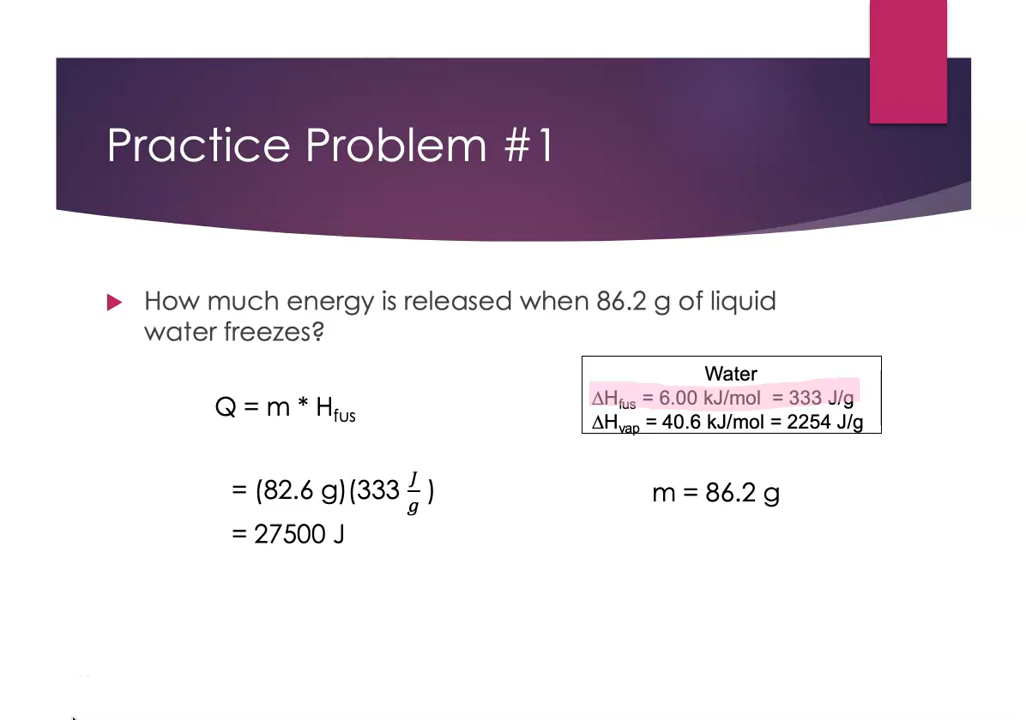 Practice Problem #1
How much energy is released when 86.2 g of liquid
water freezes?
Water
ΔHfus = 6.00 kJ/mol = 333 J/g
ΔHvap = 40.6 kJ/mol = 2254 J/g
Q = m * Hfus
= (82.6 g)(333 J/g)
m = 86.2 g
= 27500 J